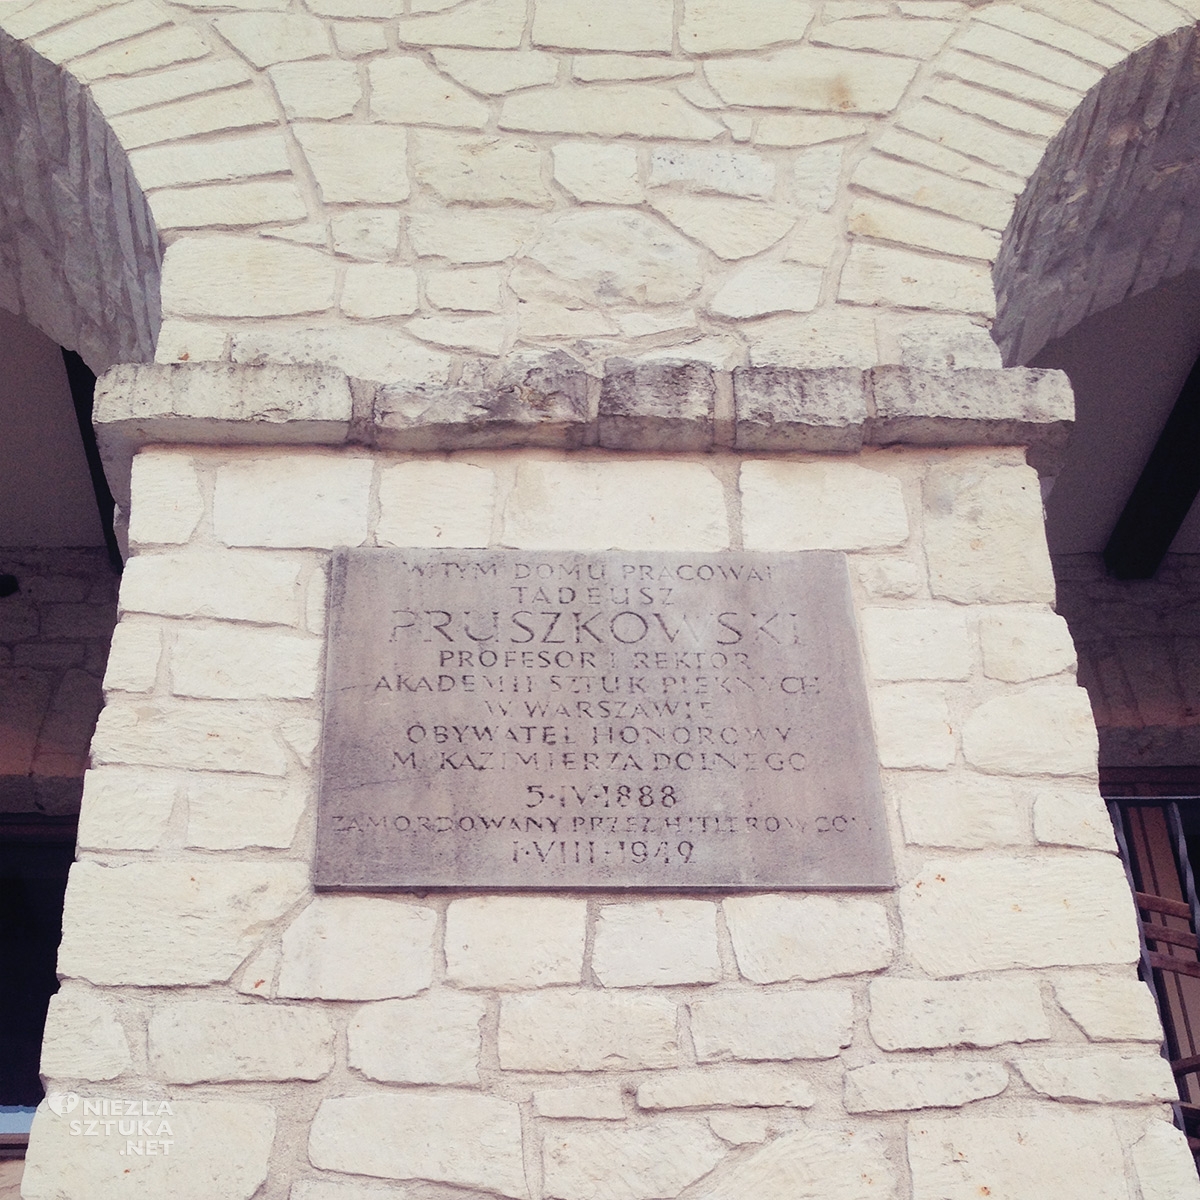 W TYM DOMU PRACOWAŁ
TADEUSZ
PRUSZKOWSKI
PROFESOR I REKTOR
AKADEMII SZTUK PIĘKNYCH
W WARSZAWIE
OBYWATEL HONOROWY
M. KAZIMIERZA DOLNEGO
5·IV·1888
ZAMORDOWANY PRZEZ HITLEROWCÓW
1·VIII·1942
NIEZŁA
SZTUKA
.NET